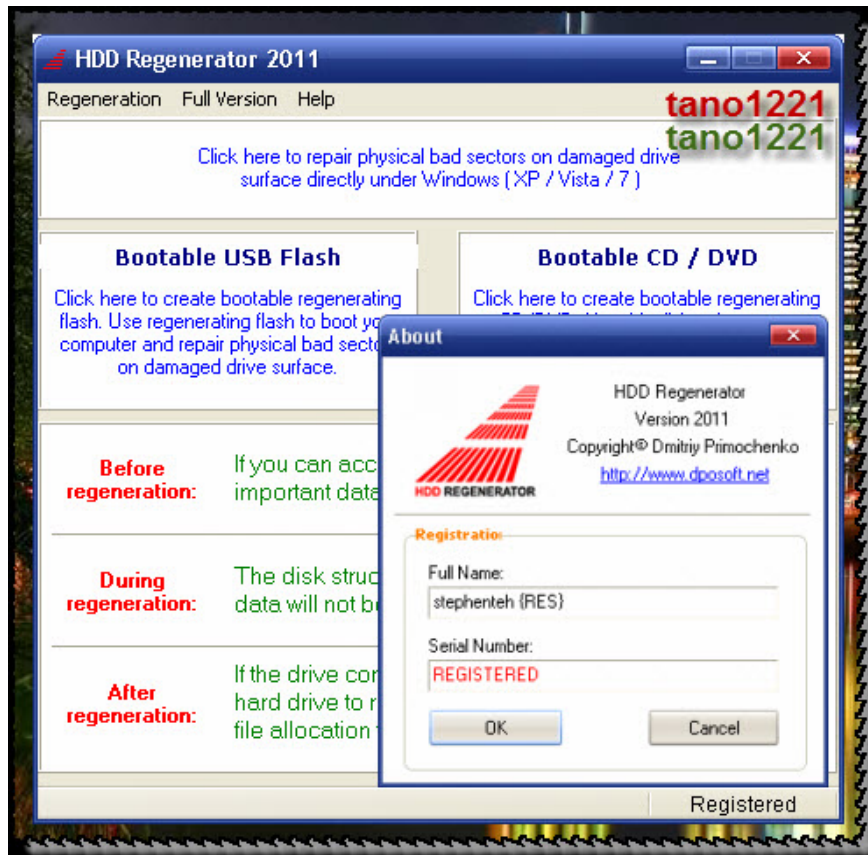 HDD Regenerator 2011
Regeneration Full Version Help
tano1221
tano1221
Click here to repair physical bad sectors on damaged drive
surface directly under Windows ( XP / Vista / 7 )
Bootable USB Flash
Click here to create bootable regenerating
flash. Use regenerating flash to boot yo
computer and repair physical bad secto
on damaged drive surface.
Bootable CD / DVD
Click here to create bootable regenerating
Before
regeneration:
If you can acc
important data
During
regeneration:
The disk struc
data will not b
After
regeneration:
If the drive con
hard drive to r
file allocation
Registered
About
HDD REGENERATOR
HDD Regenerator
Version 2011
Copyright© Dmitriy Primochenko
http://www.dposoft.net
Registration
Full Name:
stephenteh {RES}
Serial Number:
REGISTERED
OK Cancel